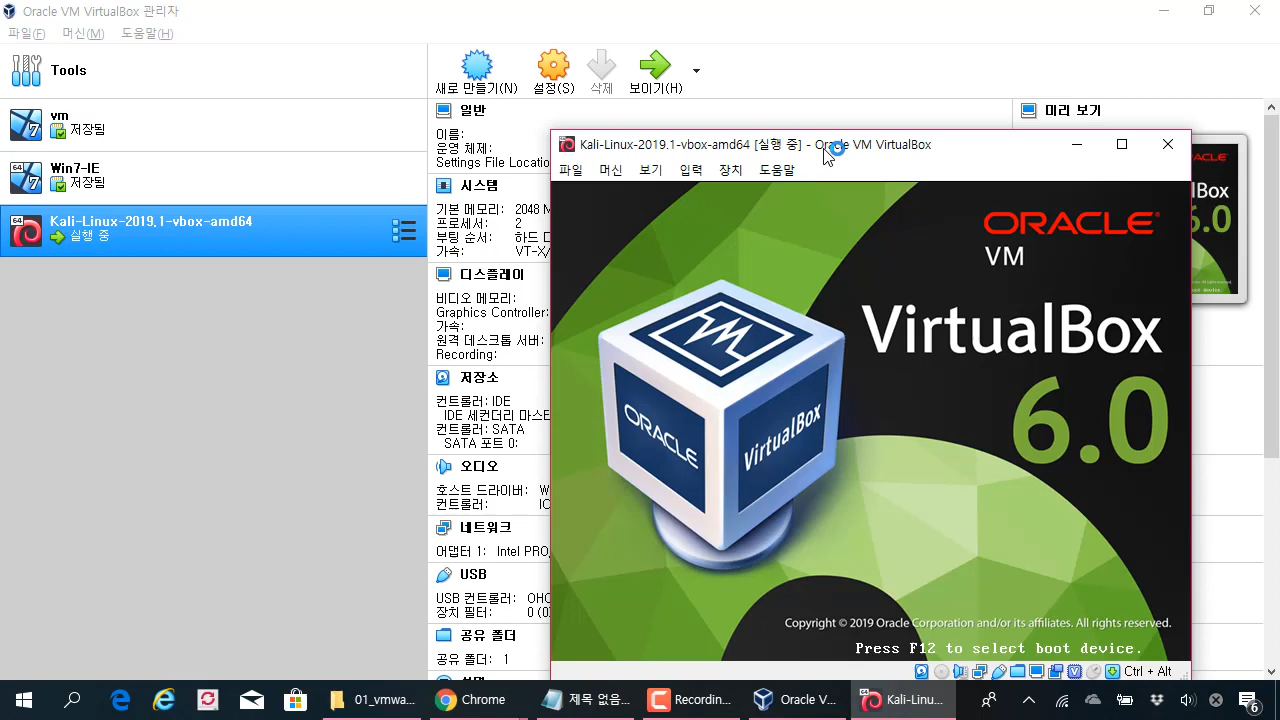 Oracle VM VirtualBox 관리자
파일(F) 머신(M) 도움말(H)
Tools
새로 만들기(N) 설정(S) 삭제 보이기(H)
vm
저장됨
Win7-IE
저장됨
64
Kali-Linux-2019.1-vbox-amd64
실행 중
일반
이름:
운영 체제:
Settings File Locatio
시스템
기본 메모리: 2048 M
프로세서: 2
부팅 순서: 하드 디
가속: VT-X/
디스플레이
비디오 메모리:
Graphics Controller:
가속:
원격 데스크톱 서버:
Recording:
저장소
컨트롤러: IDE
IDE 세컨더리 마스터
컨트롤러: SATA
SATA 포트 0:
오디오
호스트 드라이버: W
컨트롤러: IC
네트워크
어댑터 1: Intel PRO
USB
USB 컨트롤러: OHC
장치 필터: 0 (0
공유 폴더
공유 폴더: 1
미리 보기
Kali-Linux-2019.1-vbox-amd64 [실행 중] - Oracle VM VirtualBox
파일 머신 보기 입력 장치 도움말
ORACLE
VM
VirtualBox
6.0
ORACLE
VirtualBox
Copyright © 2019 Oracle Corporation and/or its affiliates. All rights reserved.
Press F12 to select boot device.
Ctrl + Alt
01_vmwa...
Chrome
제목 없음...
Recordin...
Oracle V...
Kali-Linu...
6